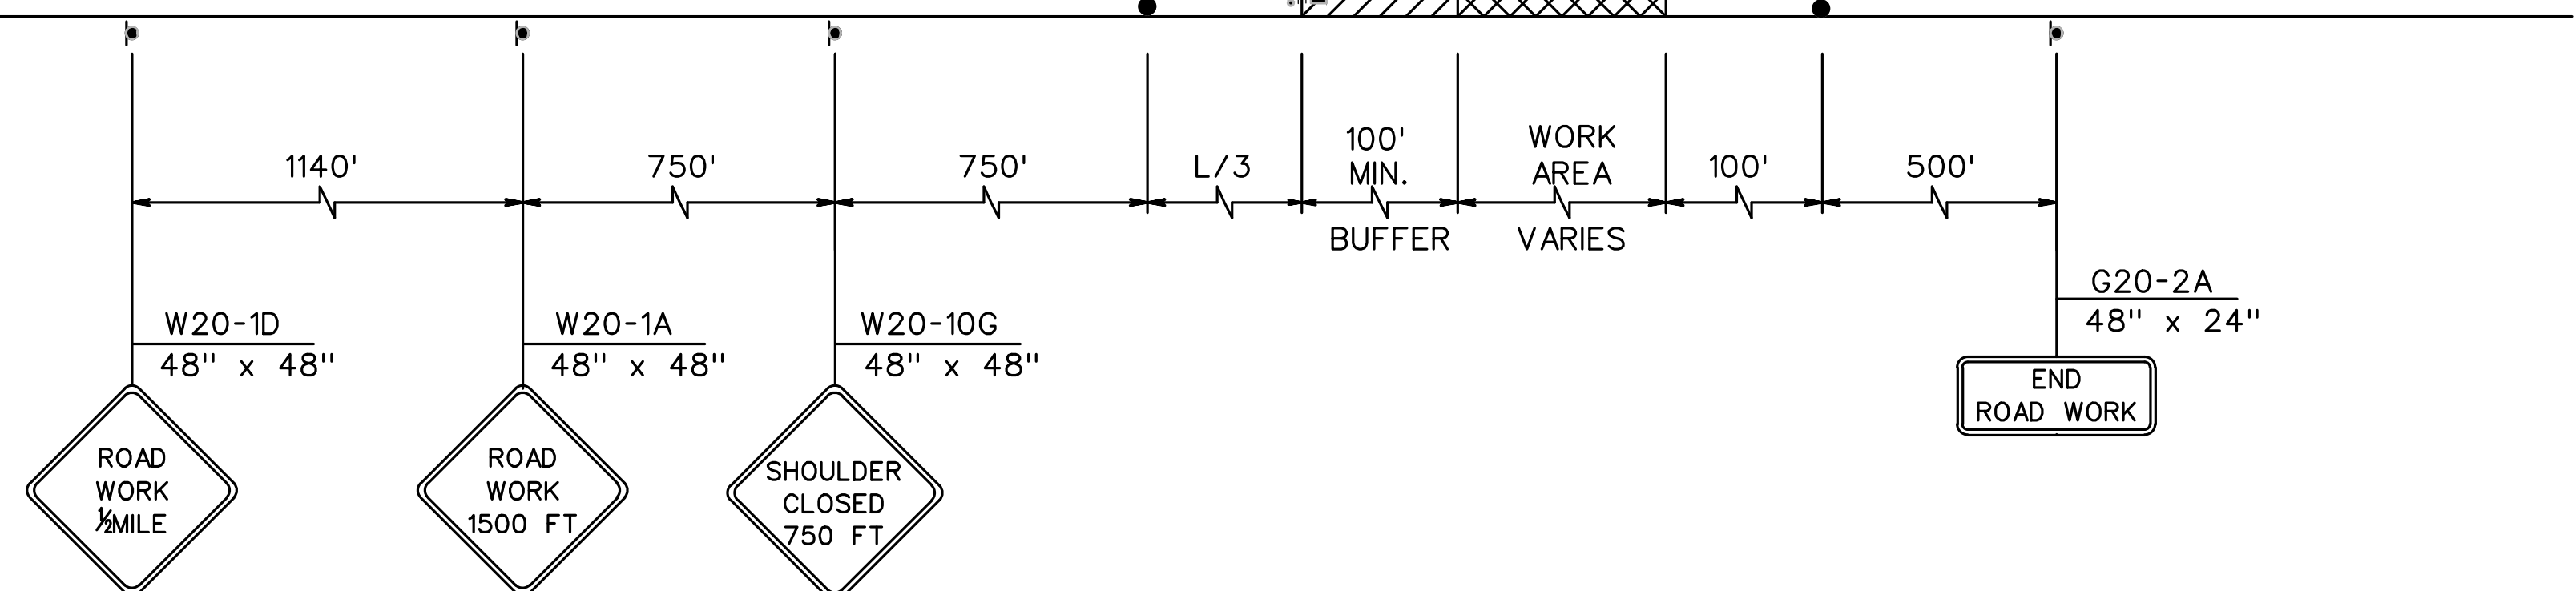 1140'
750'
750'
L/3
100'
MIN.
BUFFER
WORK
AREA
VARIES
100'
500'
W20-1D
48" x 48"
W20-1A
48" x 48"
W20-10G
48" x 48"
G20-2A
48" x 24"
ROAD
WORK
½MILE
ROAD
WORK
1500 FT
SHOULDER
CLOSED
750 FT
END
ROAD WORK